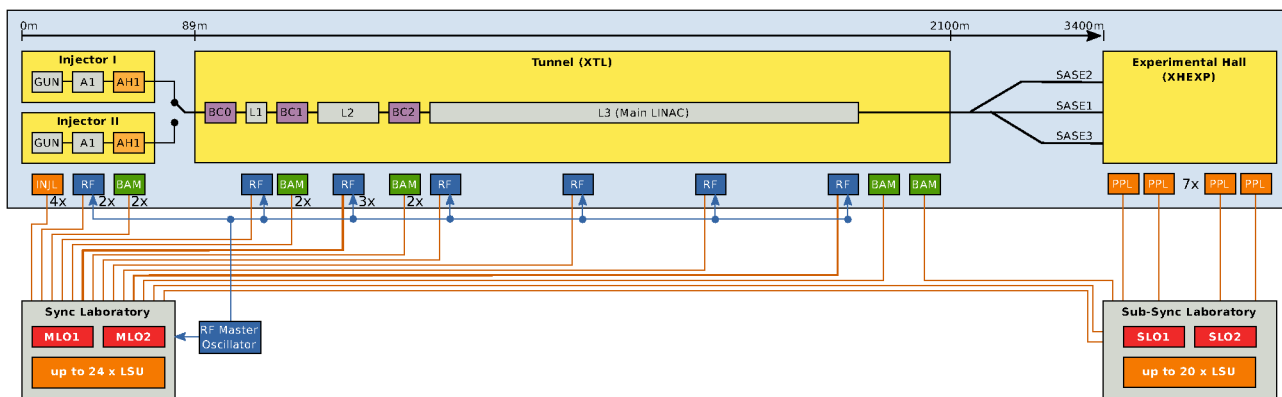 0m
89m
2100m
3400m
Injector I
GUN
A1
AH1
Injector II
GUN
A1
AH1
Tunnel (XTL)
BC0
L1
BC1
L2
BC2
L3 (Main LINAC)
SASE2
SASE1
SASE3
Experimental Hall
(XHEXP)
INJL
4x
RF
2x
BAM
2x
RF
BAM
2x
RF
3x
BAM
2x
RF
RF
RF
RF
BAM
BAM
PPL
PPL
7x
PPL
PPL
Sync Laboratory
MLO1
MLO2
up to 24 x LSU
RF Master
Oscillator
Sub-Sync Laboratory
SLO1
SLO2
up to 20 x LSU